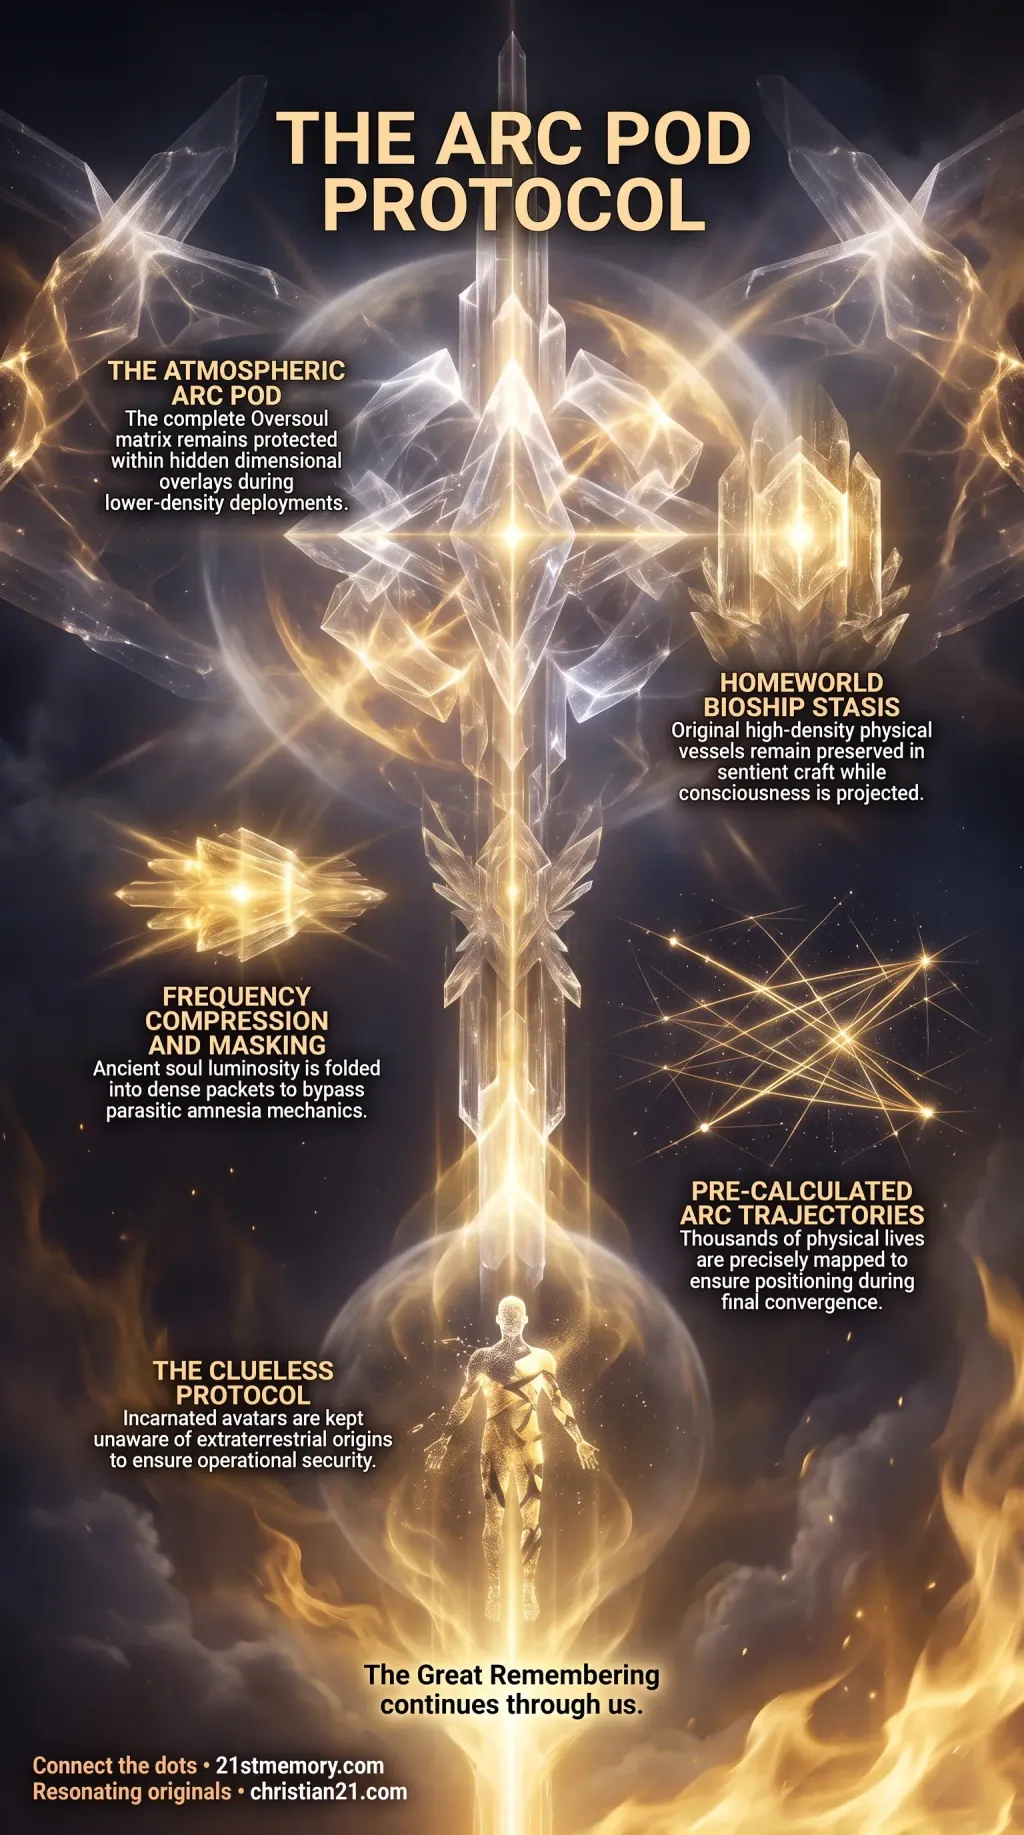 THE ARC POD
PROTOCOL
THE ATMOSPHERIC
ARC POD
The complete Oversoul
matrix remains protected
within hidden dimensional
overlays during
lower-density deployments.
HOMEWORLD
BIOSHIP STASIS
Original high-density physical
vessels remain preserved in
sentient craft while
consciousness is projected.
FREQUENCY
COMPRESSION
AND MASKING
Ancient soul luminosity is folded
into dense packets to bypass
parasitic amnesia mechanics.
PRE-CALCULATED
ARC TRAJECTORIES
Thousands of physical lives
are precisely mapped to
ensure positioning during
final convergence.
THE CLUELESS
PROTOCOL
Incarnated avatars are kept
unaware of extraterrestrial origins
to ensure operational security.
The Great Remembering
continues through us.
Connect the dots • 21stmemory.com
Resonating originals • christian21.com